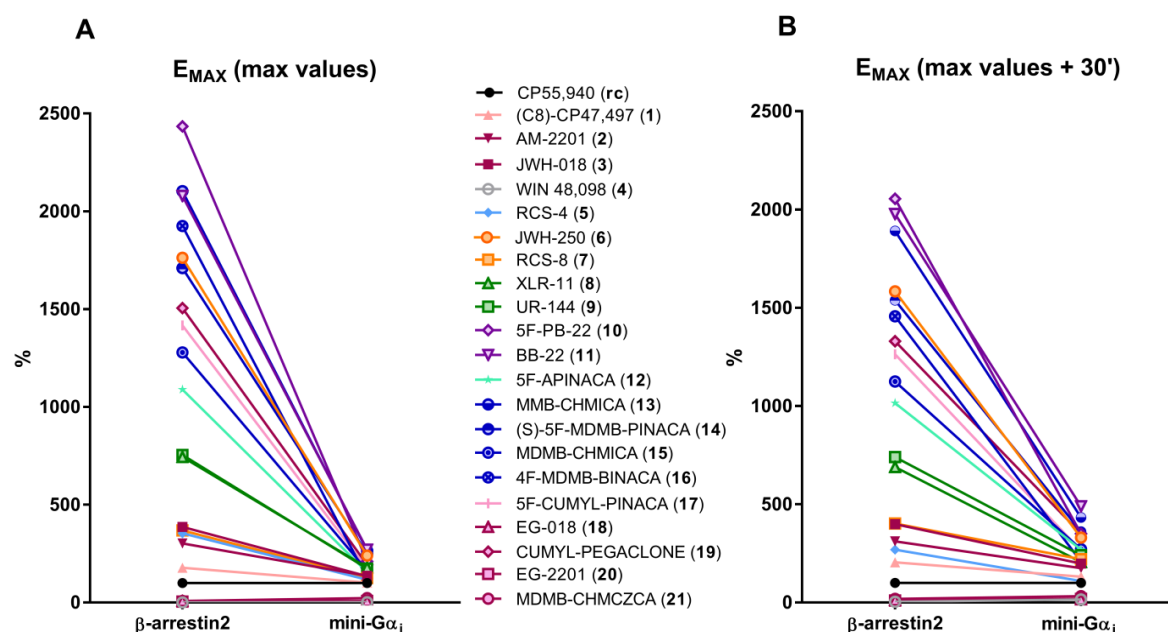 A
E_MAX (max values)
2500
2000
1500
1000
500
0
%
β-arrestin2
mini-Gα_i
CP55,940 (rc)
(C8)-CP47,497 (1)
AM-2201 (2)
JWH-018 (3)
WIN 48,098 (4)
RCS-4 (5)
JWH-250 (6)
RCS-8 (7)
XLR-11 (8)
UR-144 (9)
5F-PB-22 (10)
BB-22 (11)
5F-APINACA (12)
MMB-CHMICA (13)
(S)-5F-MDMB-PINACA (14)
MDMB-CHMICA (15)
4F-MDMB-BINACA (16)
5F-CUMYL-PINACA (17)
EG-018 (18)
CUMYL-PEGACLONE (19)
EG-2201 (20)
MDMB-CHMCZCA (21)
B
E_MAX (max values + 30')
2500
2000
1500
1000
500
0
%
β-arrestin2
mini-Gα_i